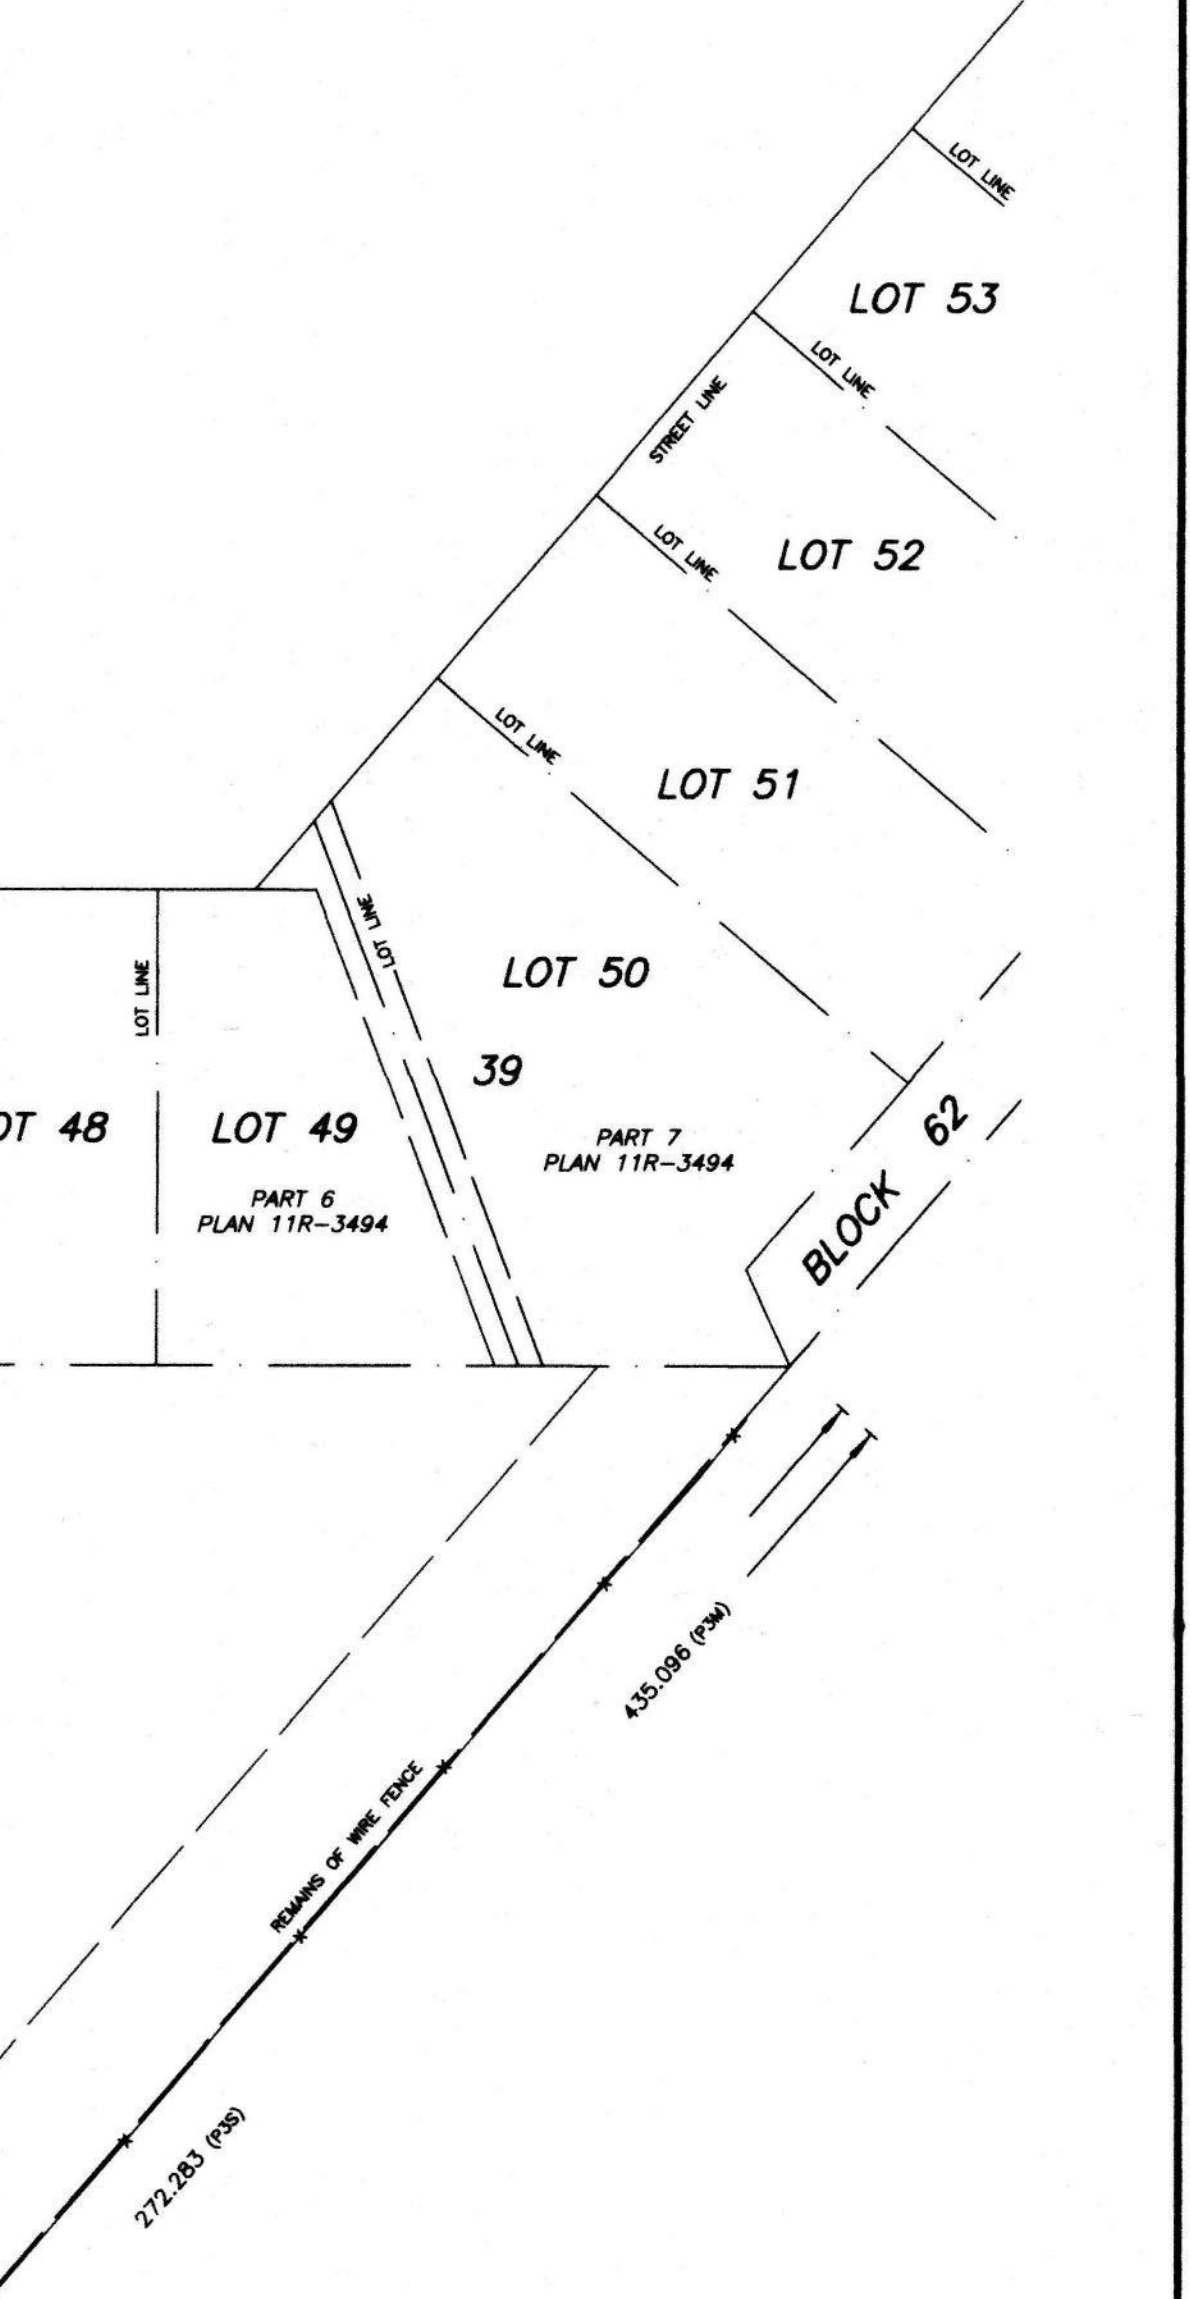 LOT LINE
LOT 53
LOT LINE
STREET LINE
LOT LINE
LOT 52
LOT LINE
LOT 51
LOT LINE
LOT 50
LOT LINE
39
OT 48
LOT 49
PART 7
PLAN 11R-3494
BLOCK 62
PART 6
PLAN 11R-3494
435.096 (P3M)
REMAINS OF WIRE FENCE
272.283 (P3S)